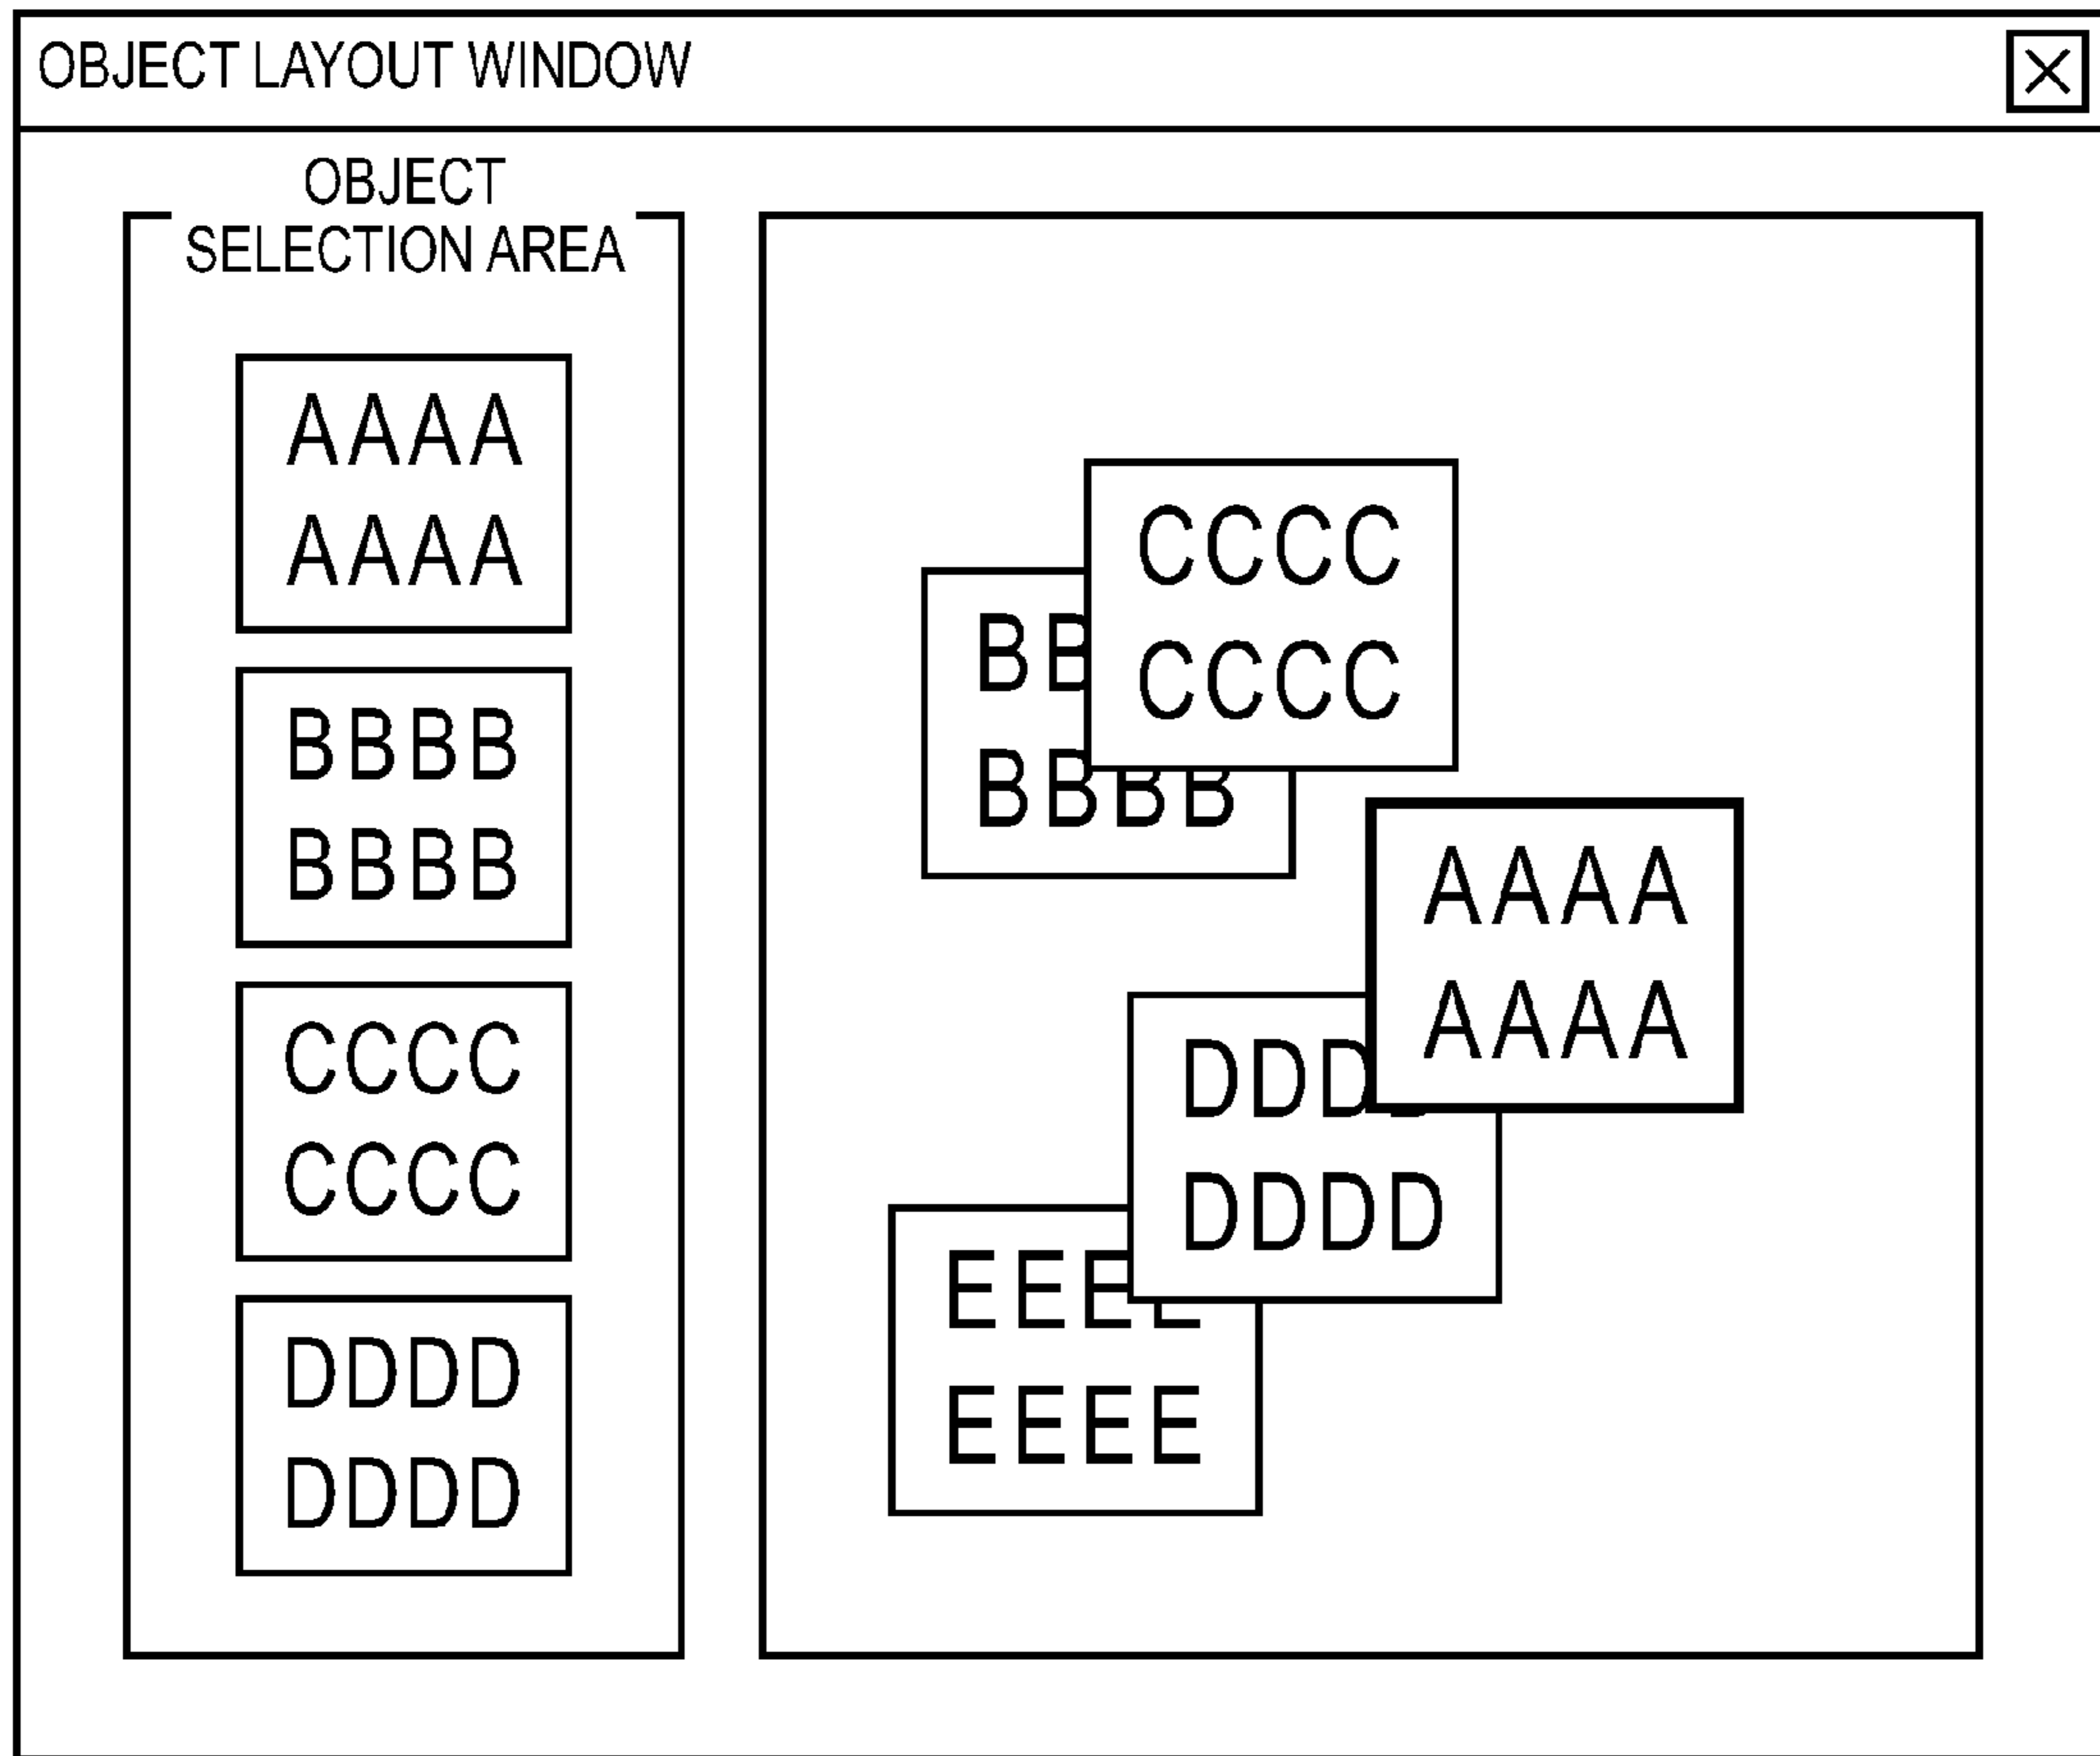 OBJECT LAYOUT WINDOW
OBJECT
SELECTION AREA
AAAA
AAAA
BBBB
BBBB
CCCC
CCCC
DDDD
DDDD
CCCC
CCCC
BB
BBBB
AAAA
AAAA
DDD
DDDD
EEEE
EEEE